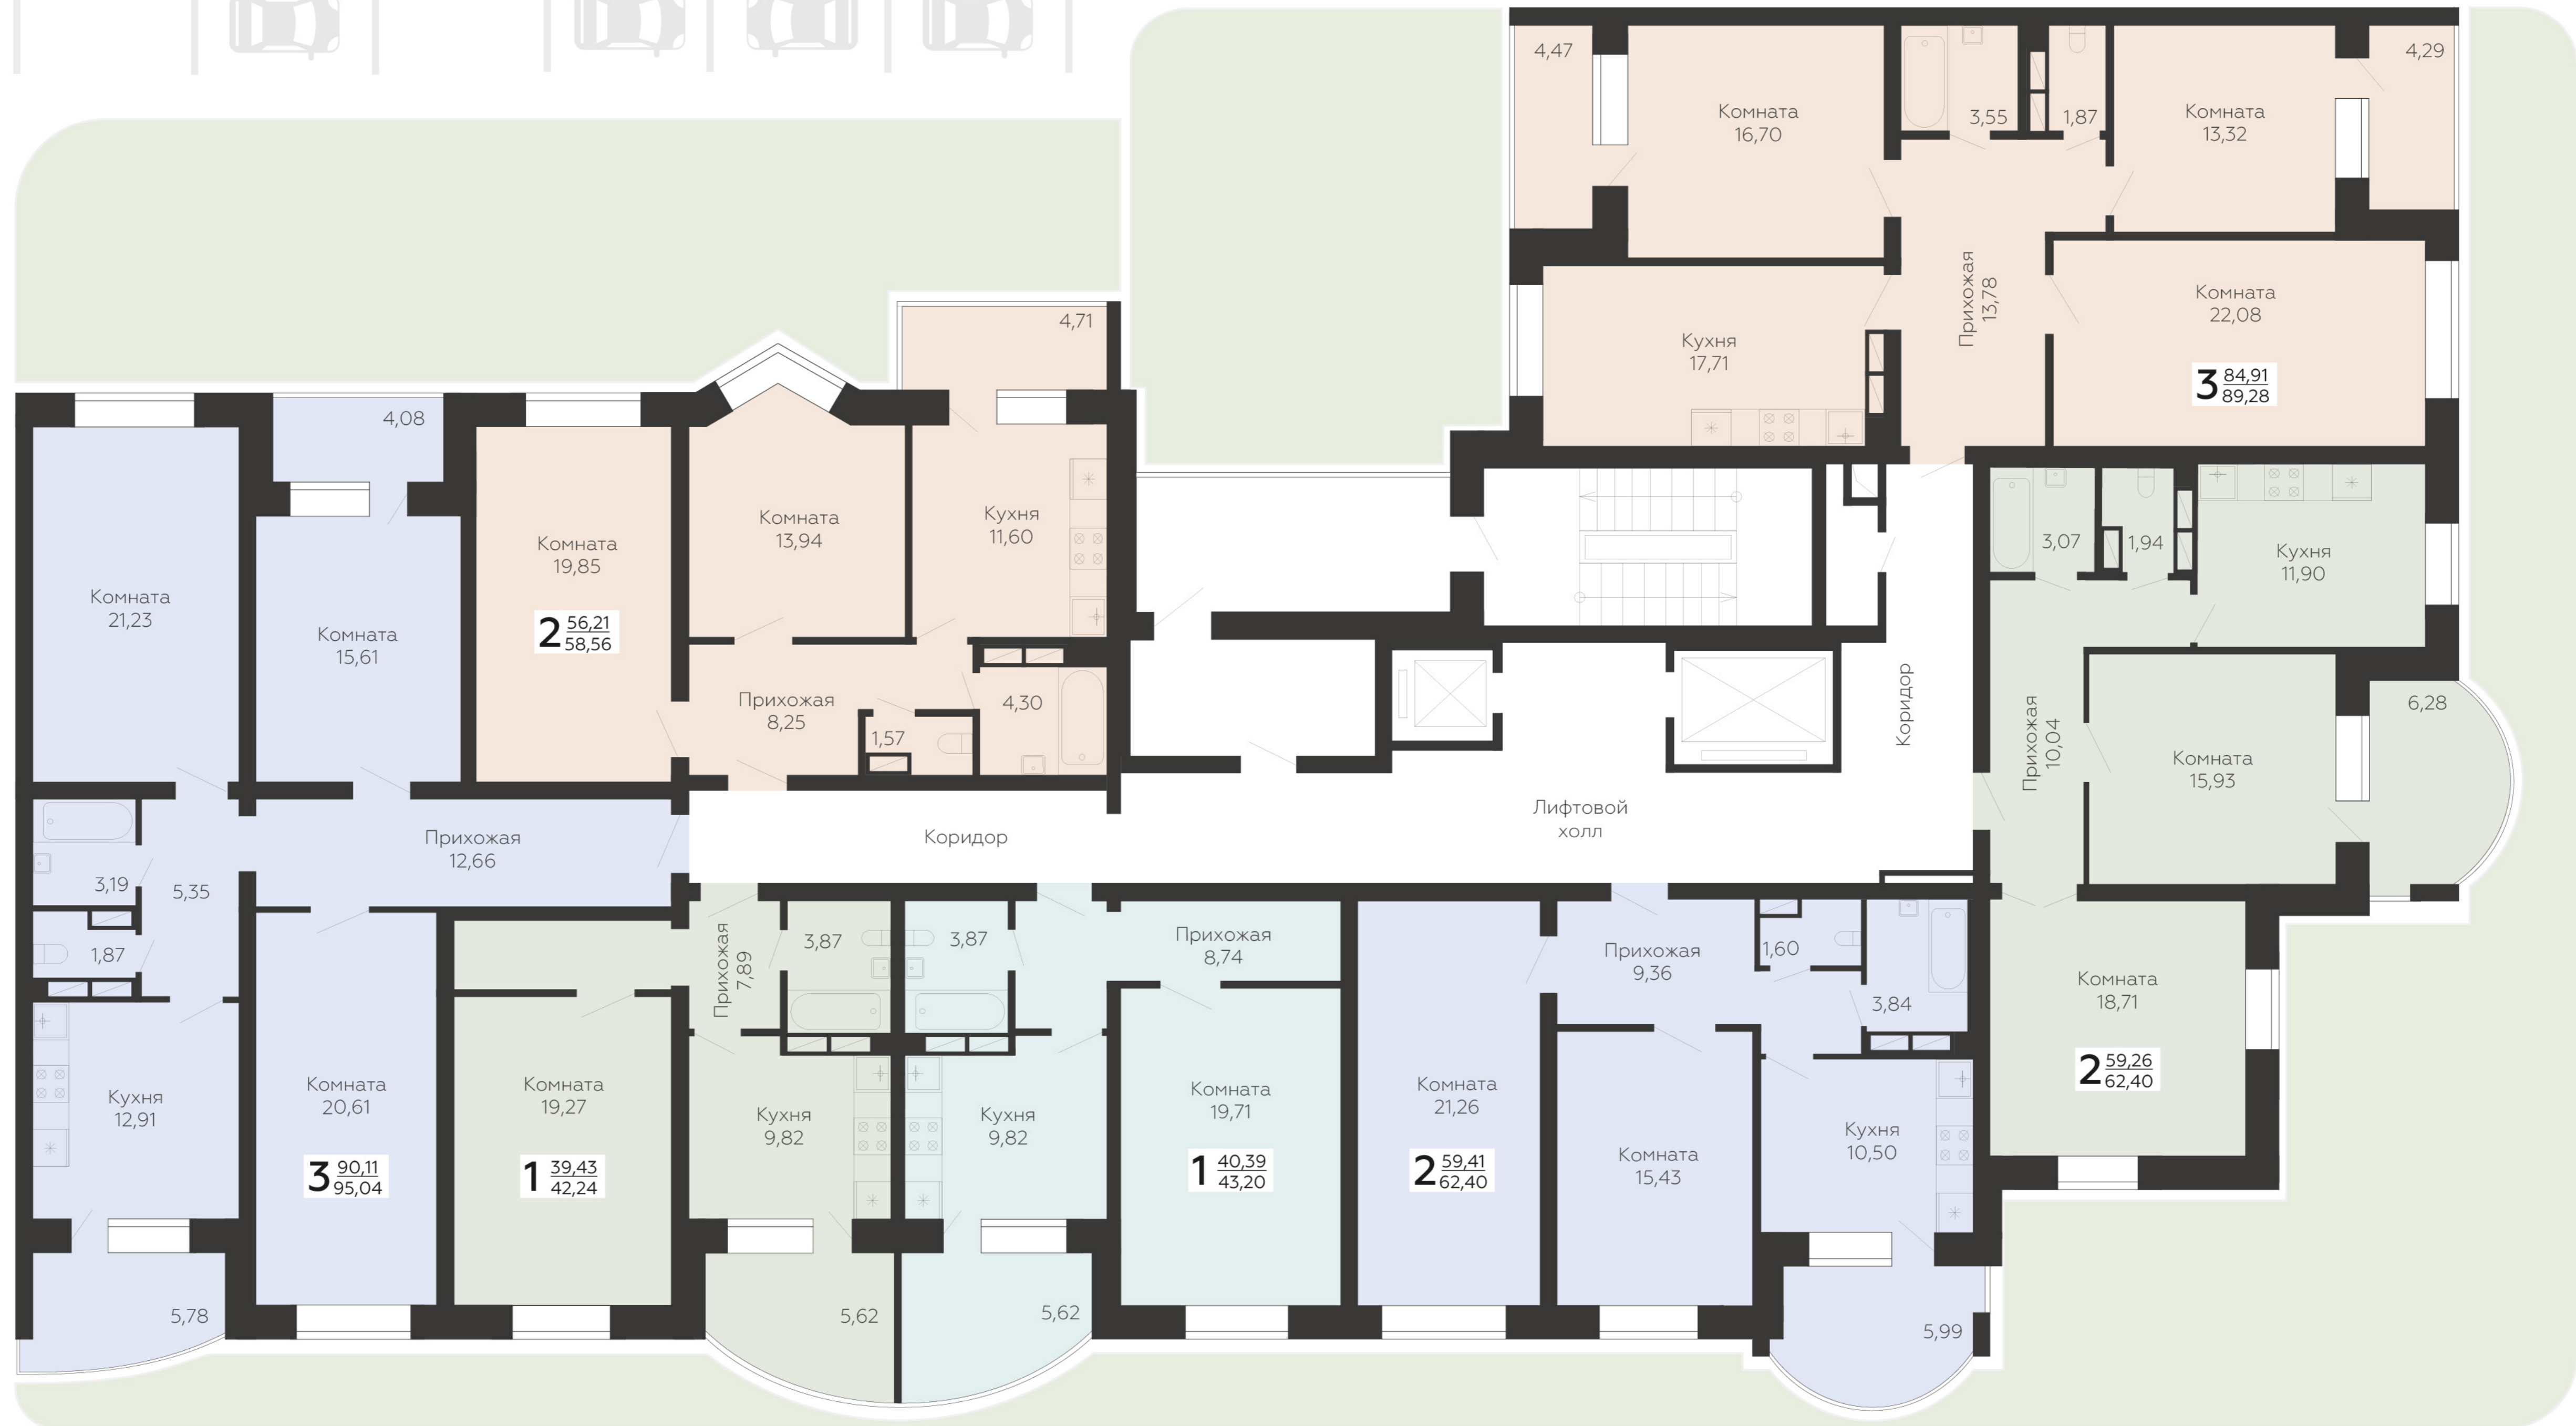 4,47
Комната
16,70
3,55
1,87
Комната
13,32
4,29
Прихожая
13,78
Комната
22,08
3 84,91
89,28
Кухня
17,71
4,71
4,08
Комната
21,23
Комната
15,61
Комната
19,85
2 56,21
58,56
Комната
13,94
Кухня
11,60
Прихожая
8,25
1,57
4,30
3,07
1,94
Кухня
11,90
Коридор
Прихожая
10,04
Комната
15,93
6,28
Лифтовой
холл
Коридор
Прихожая
12,66
3,19
5,35
1,87
Кухня
12,91
Комната
20,61
3 90,11
95,04
5,78
Комната
19,27
1 39,43
42,24
Прихожая
7,89
3,87
Кухня
9,82
5,62
3,87
Прихожая
8,74
Кухня
9,82
Комната
19,71
1 40,39
43,20
5,62
Комната
21,26
2 59,41
62,40
Прихожая
9,36
1,60
3,84
Комната
15,43
Кухня
10,50
5,99
Комната
18,71
2 59,26
62,40